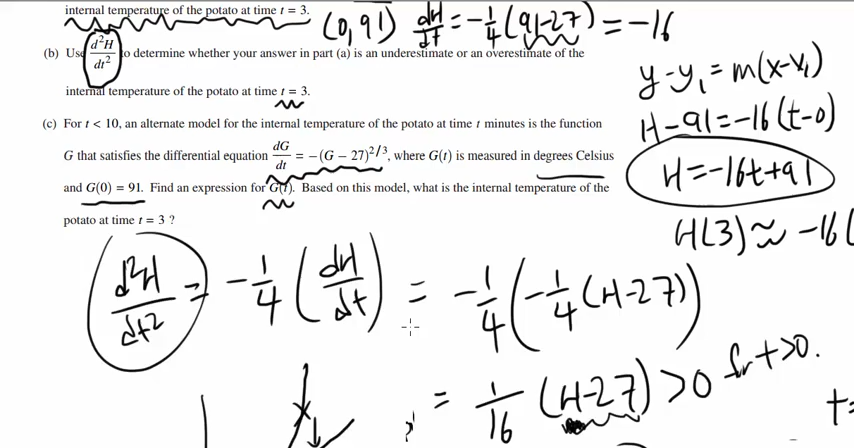 internal temperature of the potato at time t = 3.
(0,91) dH/dt = -1/4(91-27) = -16
(b) Use d²H/dt² to determine whether your answer in part (a) is an underestimate or an overestimate of the
internal temperature of the potato at time t = 3.
y-y₁=m(x-x₁)
H-91=-16(t-0)
H=-16t+91
H(3)≈-16(
(c) For t < 10, an alternate model for the internal temperature of the potato at time t minutes is the function
G that satisfies the differential equation dG/dt = −(G − 27)^(2/3), where G(t) is measured in degrees Celsius
and G(0) = 91. Find an expression for G(t). Based on this model, what is the internal temperature of the
potato at time t = 3 ?
d²H/dt² = -1/4(dH/dt) = -1/4(-1/4(H-27))
= 1/16(H-27)>0 for t>0.
t=